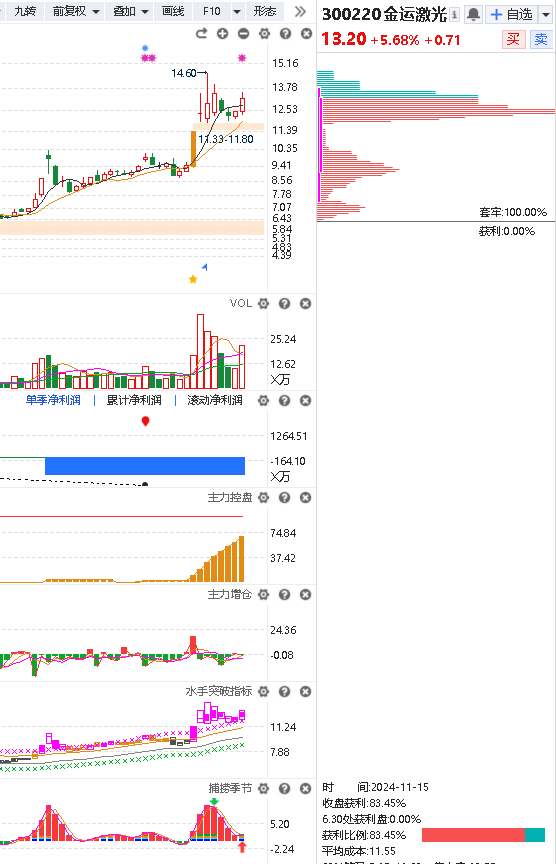 九转 前复权 叠加 画线 F10 形态
300220 金运激光
自选
13.20 +5.68% +0.71
买 卖
14.60
15.16
13.78
12.53
11.39
11.33-11.80
10.35
9.41
8.56
7.78
7.07
6.43
5.84
5.31
4.83
4.39
套牢:100.00%
获利:0.00%
VOL
25.24
12.62
X万
单季净利润 | 累计净利润 | 滚动净利润
1264.51
-164.10
X万
主力控盘
74.84
37.42
主力增仓
24.36
-0.08
水手突破指标
11.24
7.88
捕捞季节
5.20
-2.24
时 间:2024-11-15
收盘获利:83.45%
6.30处获利盘:0.00%
获利比例:83.45%
平均成本:11.55